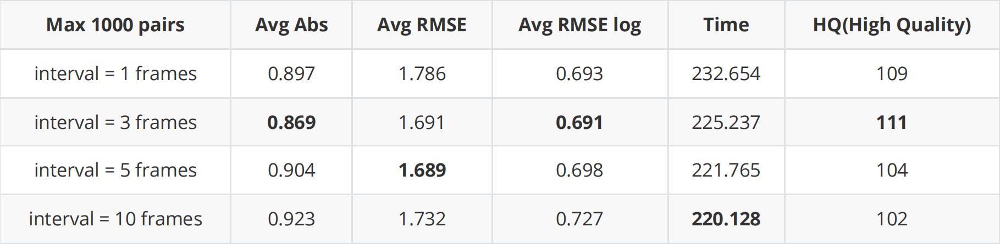 Max 1000 pairs Avg Abs Avg RMSE Avg RMSE log Time HQ(High Quality)
interval = 1 frames 0.897 1.786 0.693 232.654 109
interval = 3 frames 0.869 1.691 0.691 225.237 111
interval = 5 frames 0.904 1.689 0.698 221.765 104
interval = 10 frames 0.923 1.732 0.727 220.128 102